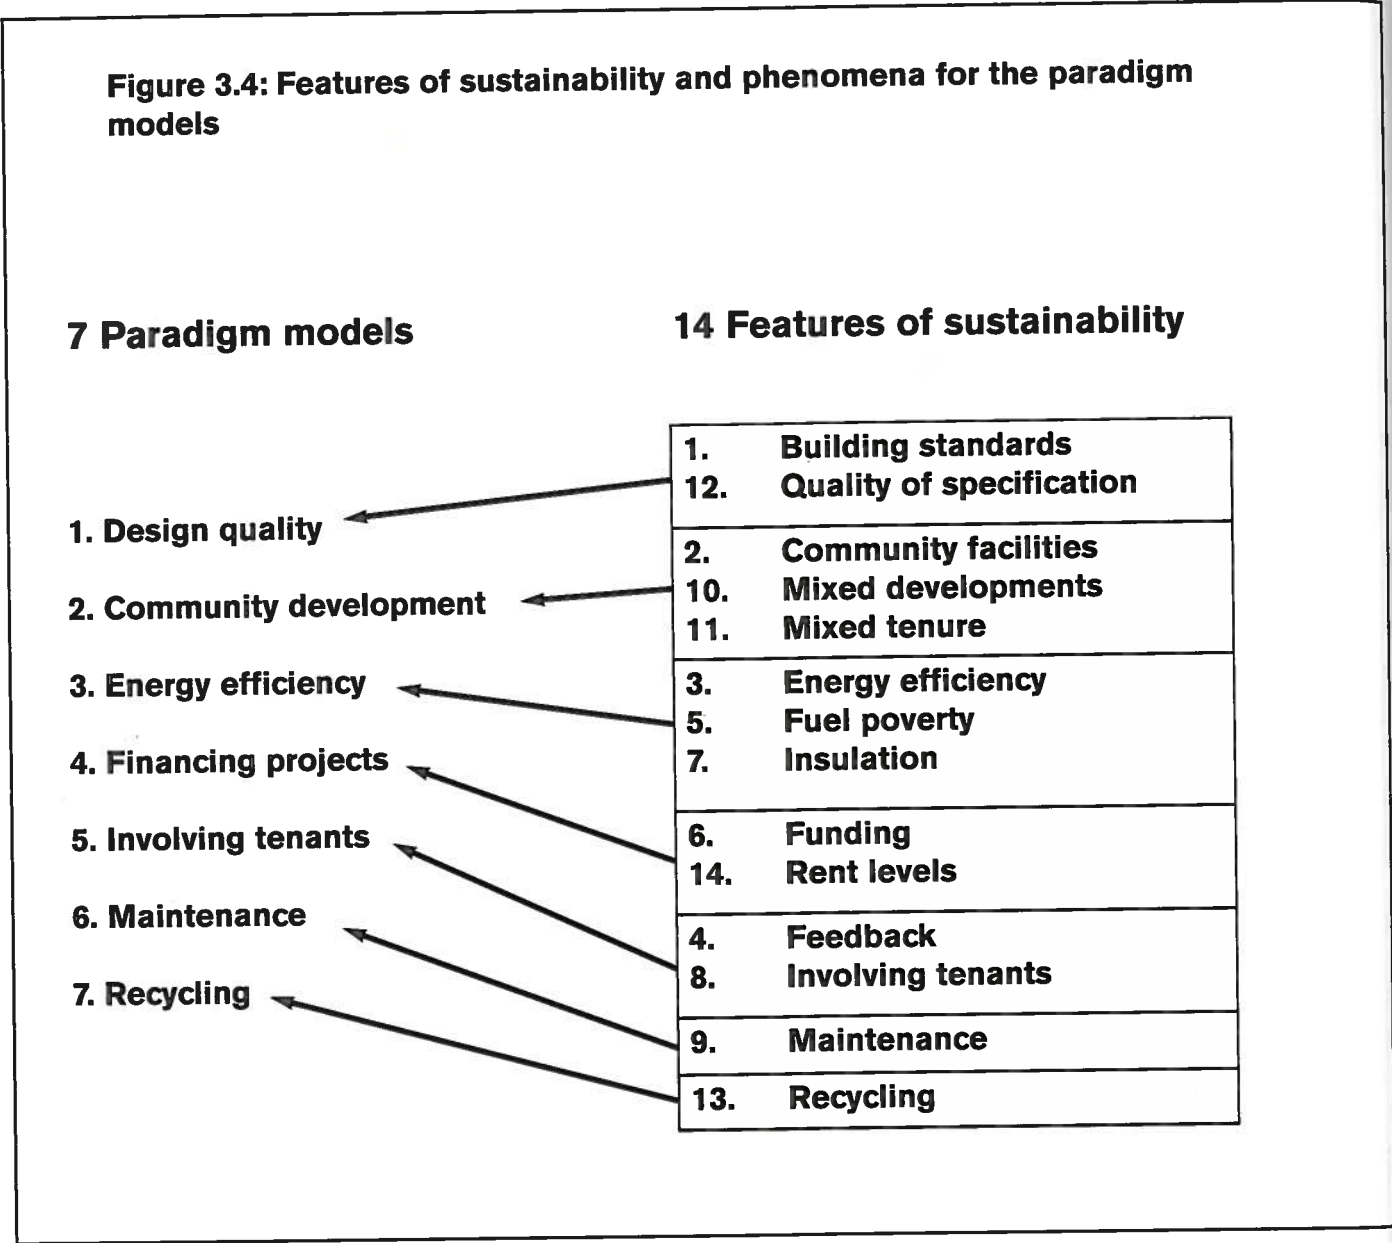 Figure 3.4: Features of sustainability and phenomena for the paradigm
models
7 Paradigm models
14 Features of sustainability
1. Design quality
2. Community development
3. Energy efficiency
4. Financing projects
5. Involving tenants
6. Maintenance
7. Recycling
1. Building standards
12. Quality of specification
2. Community facilities
10. Mixed developments
11. Mixed tenure
3. Energy efficiency
5. Fuel poverty
7. Insulation
6. Funding
14. Rent levels
4. Feedback
8. Involving tenants
9. Maintenance
13. Recycling